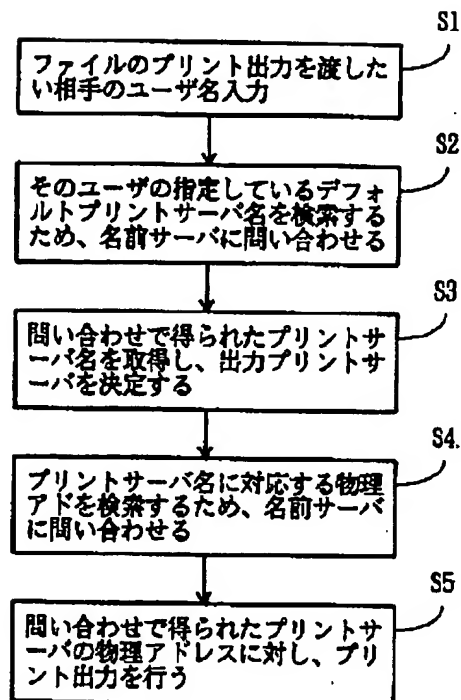 S1
ファイルのプリント出力を渡した
い相手のユーザ名入力
S2
そのユーザの指定しているデフォ
ルトプリントサーバ名を検索する
ため、名前サーバに問い合わせる
S3
問い合わせで得られたプリントサ
ーバ名を取得し、出力プリントサ
ーバを決定する
S4
プリントサーバ名に対応する物理
アドを検索するため、名前サーバ
に問い合わせる
S5
問い合わせで得られたプリントサ
ーバの物理アドレスに対し、プリ
ント出力を行う